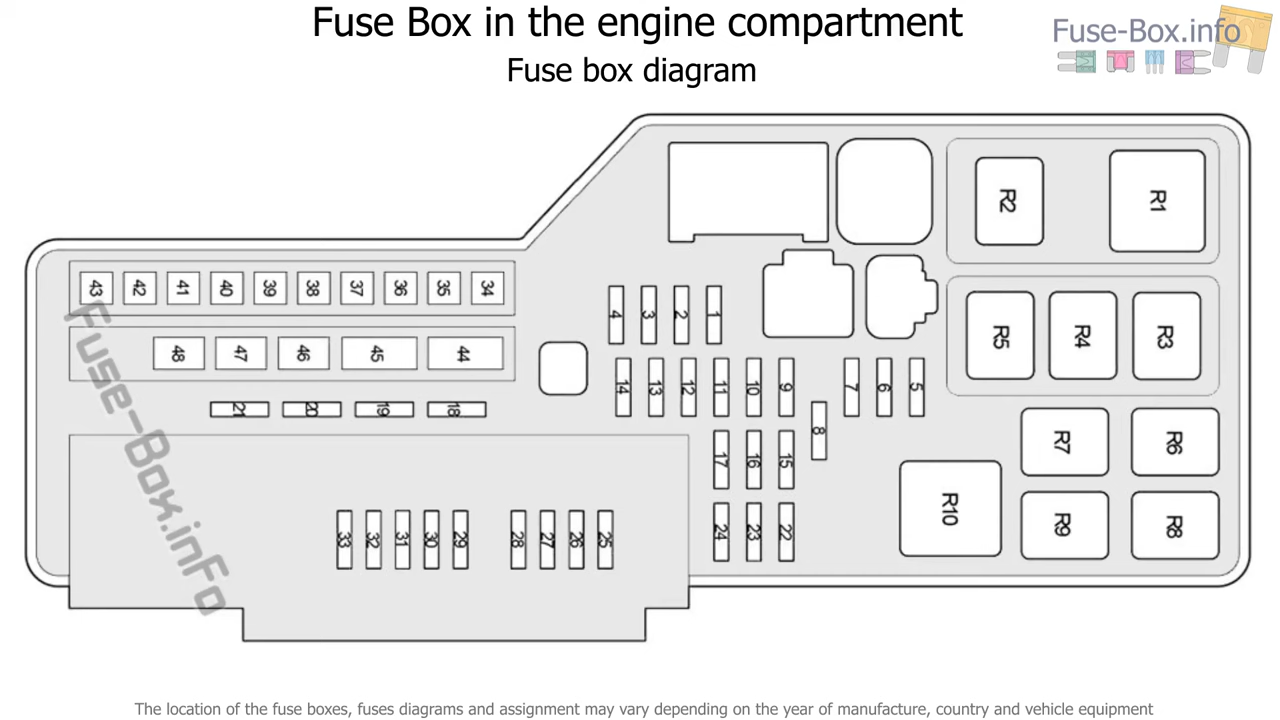 Fuse Box in the engine compartment
Fuse-Box.info
Fuse box diagram
R2 R1
43 42 41 40 39 38 37 36 35 34
4 3 2 1
R5 R4 R3
48 47 46 45 44
14 13 12 11 10 9 7 6 5
21 20 19 18
8
R7 R6
17 16 15
R10
R9 R8
33 32 31 30 29 28 27 26 25
24 23 22
Fuse-Box.inFo
The location of the fuse boxes, fuses diagrams and assignment may vary depending on the year of manufacture, country and vehicle equipment